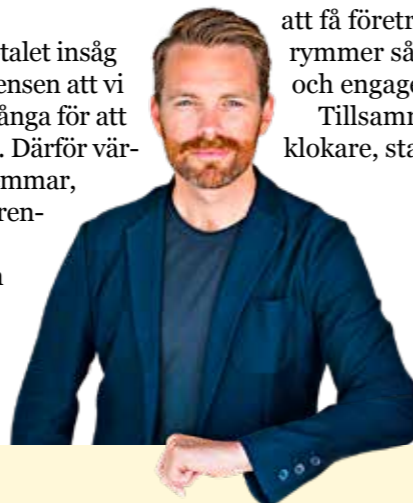 talet insåg
ensen att vi
ånga för att
. Därför vär-
mmar,
ren-
att få företr
rymmer så
och engage
Tillsamm
klokare, sta